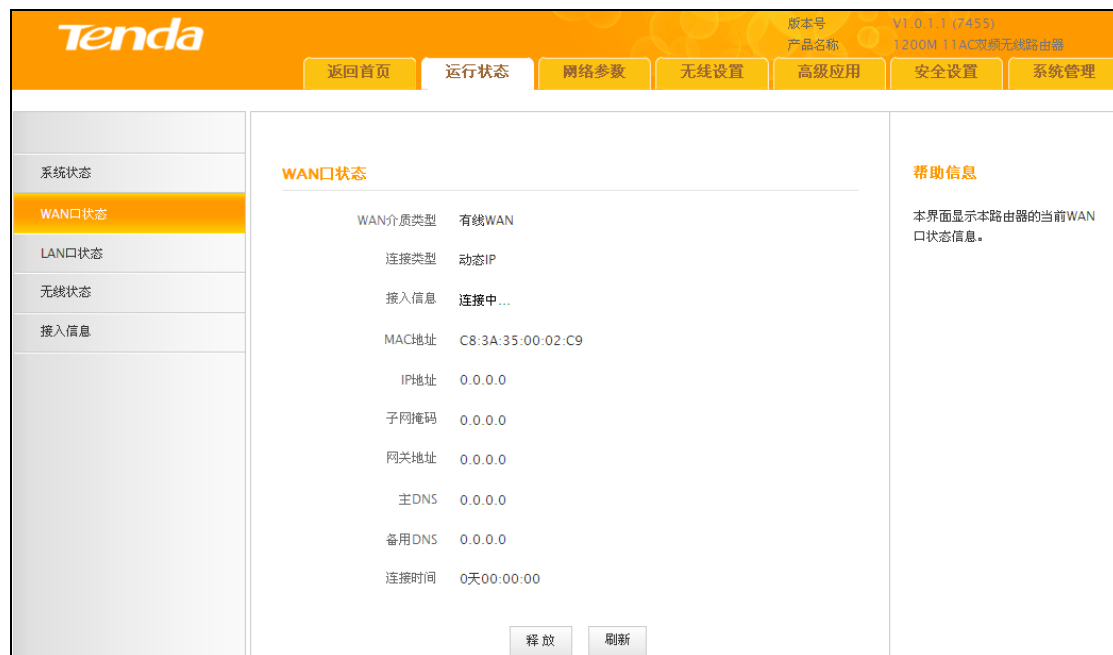 Tenda
版本号 V1.0.1.1 (7455)
产品名称 1200M 11AC双频无线路由器
返回首页 运行状态 网络参数 无线设置 高级应用 安全设置 系统管理
系统状态
WAN口状态
LAN口状态
无线状态
接入信息
WAN口状态
WAN介质类型 有线WAN
连接类型 动态IP
接入信息 连接中...
MAC地址 C8:3A:35:00:02:C9
IP地址 0.0.0.0
子网掩码 0.0.0.0
网关地址 0.0.0.0
主DNS 0.0.0.0
备用DNS 0.0.0.0
连接时间 0天00:00:00
释放 刷新
帮助信息
本界面显示本路由器的当前WAN
口状态信息。